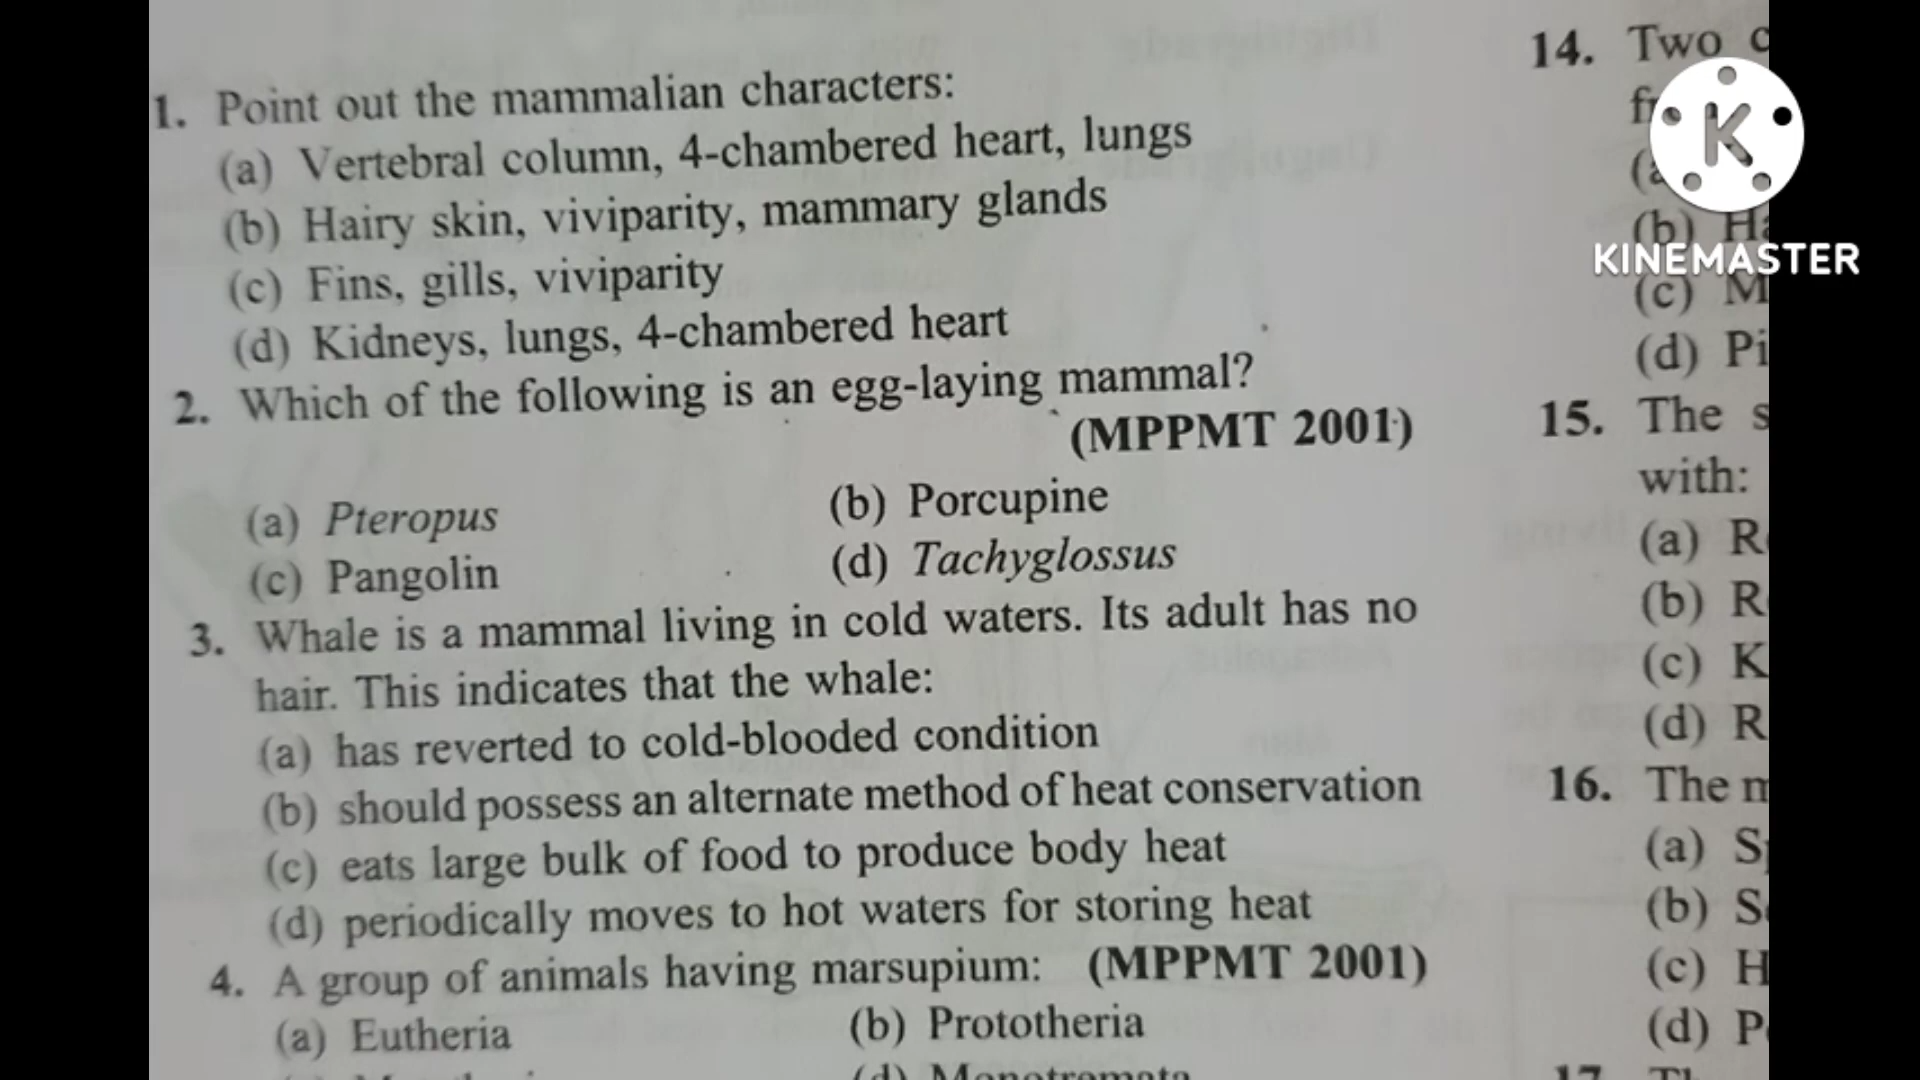 1. Point out the mammalian characters:
(a) Vertebral column, 4-chambered heart, lungs
(b) Hairy skin, viviparity, mammary glands
(c) Fins, gills, viviparity
(d) Kidneys, lungs, 4-chambered heart
2. Which of the following is an egg-laying mammal?
(MPPMT 2001)
(a) Pteropus
(b) Porcupine
(c) Pangolin
(d) Tachyglossus
3. Whale is a mammal living in cold waters. Its adult has no
hair. This indicates that the whale:
(a) has reverted to cold-blooded condition
(b) should possess an alternate method of heat conservation
(c) eats large bulk of food to produce body heat
(d) periodically moves to hot waters for storing heat
4. A group of animals having marsupium: (MPPMT 2001)
(a) Eutheria
(b) Prototheria
(d) Monotremata
14. Two
(b)
(c)
(d)
15. The
with:
(a)
(b)
(c)
(d)
16. The
(a)
(b)
(c)
(d)
17.
K
KINEMASTER